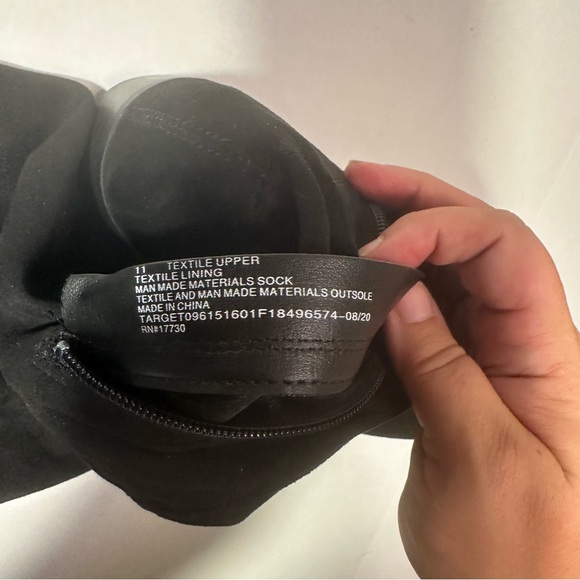 11 TEXTILE UPPER
TEXTILE LINING
MAN MADE MATERIALS SOCK
TEXTILE AND MAN MADE MATERIALS OUTSOLE
MADE IN CHINA
TARGET096151601F18496574-08/20
RN#17730